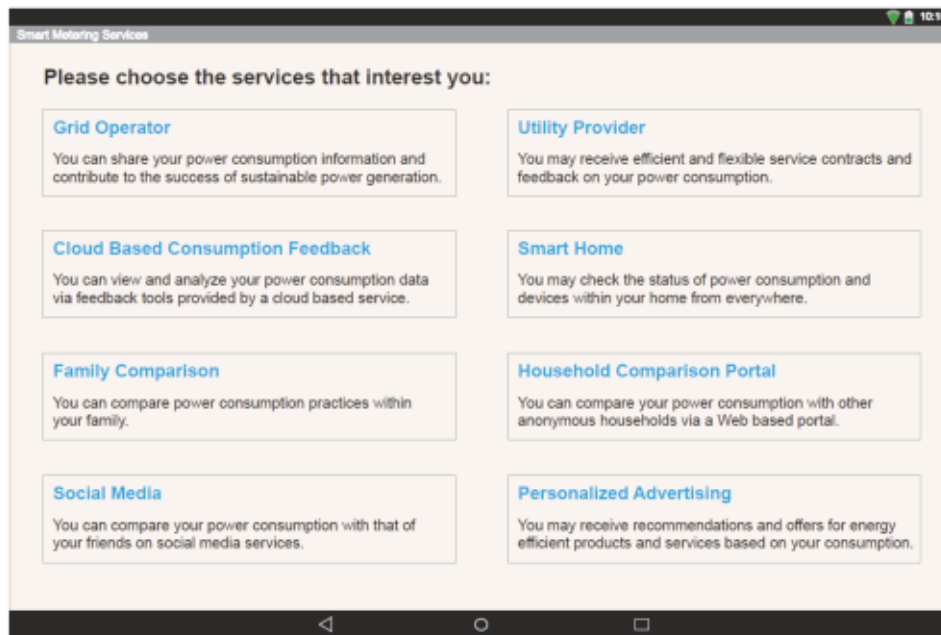 Smart Metering Services
Please choose the services that interest you:
Grid Operator
You can share your power consumption information and
contribute to the success of sustainable power generation.
Utility Provider
You may receive efficient and flexible service contracts and
feedback on your power consumption.
Cloud Based Consumption Feedback
You can view and analyze your power consumption data
via feedback tools provided by a cloud based service.
Smart Home
You may check the status of power consumption and
devices within your home from everywhere.
Family Comparison
You can compare power consumption practices within
your family.
Household Comparison Portal
You can compare your power consumption with other
anonymous households via a Web based portal.
Social Media
You can compare your power consumption with that of
your friends on social media services.
Personalized Advertising
You may receive recommendations and offers for energy
efficient products and services based on your consumption.